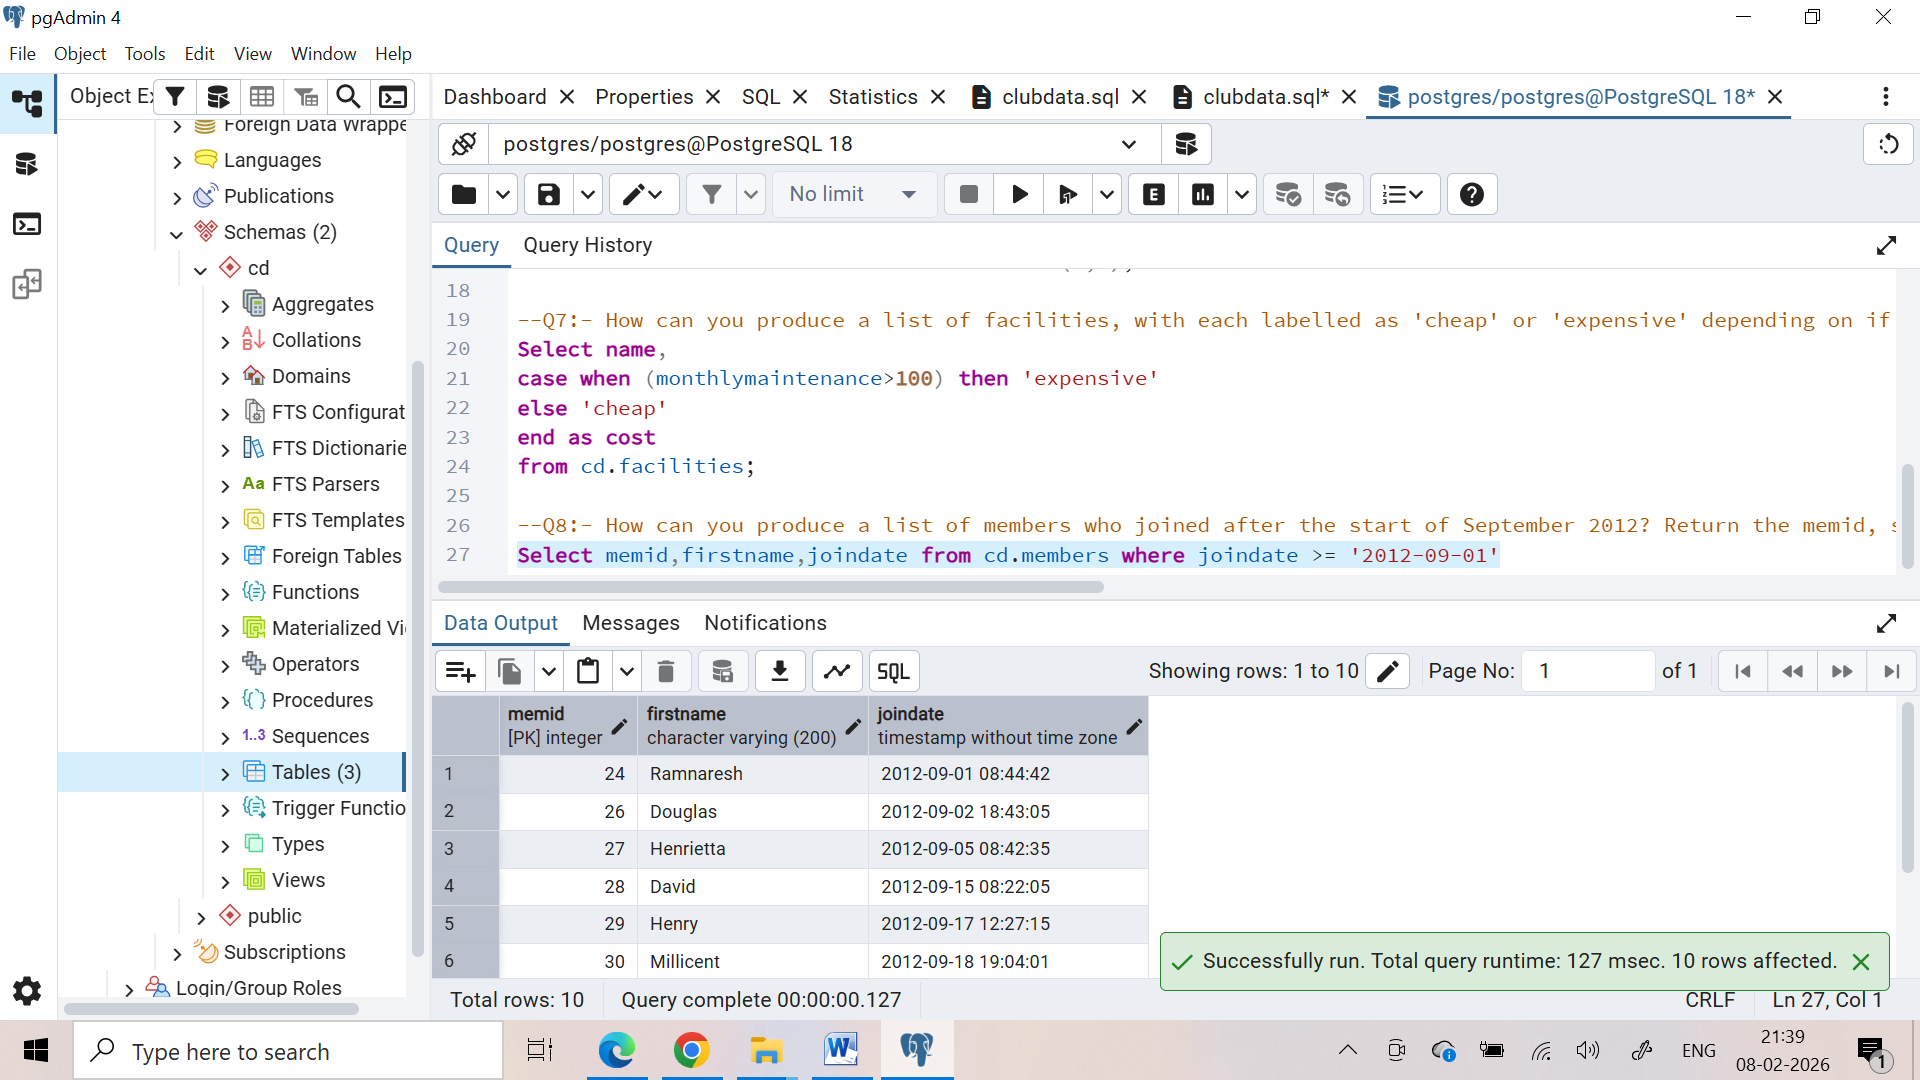 pgAdmin 4
File Object Tools Edit View Window Help
Object E
Dashboard Properties SQL Statistics clubdata.sql clubdata.sql* postgres/postgres@PostgreSQL 18*
Foreign Data Wrappe
Languages
Publications
Schemas (2)
cd
Aggregates
Collations
Domains
FTS Configurat
FTS Dictionarie
FTS Parsers
FTS Templates
Foreign Tables
Functions
Materialized Vi
Operators
Procedures
1..3 Sequences
Tables (3)
Trigger Functio
Types
Views
public
Subscriptions
Login/Group Roles
postgres/postgres@PostgreSQL 18
No limit
Query Query History
18
19 --Q7:- How can you produce a list of facilities, with each labelled as 'cheap' or 'expensive' depending on if
20 Select name,
21 case when (monthlymaintenance>100) then 'expensive'
22 else 'cheap'
23 end as cost
24 from cd.facilities;
25
26 --Q8:- How can you produce a list of members who joined after the start of September 2012? Return the memid, s
27 Select memid,firstname,joindate from cd.members where joindate >= '2012-09-01'
Data Output Messages Notifications
SQL Showing rows: 1 to 10 Page No: 1 of 1
memid firstname joindate
[PK] integer character varying (200) timestamp without time zone
1 24 Ramnaresh 2012-09-01 08:44:42
2 26 Douglas 2012-09-02 18:43:05
3 27 Henrietta 2012-09-05 08:42:35
4 28 David 2012-09-15 08:22:05
5 29 Henry 2012-09-17 12:27:15
6 30 Millicent 2012-09-18 19:04:01
Successfully run. Total query runtime: 127 msec. 10 rows affected.
Total rows: 10 Query complete 00:00:00.127 CRLF Ln 27, Col 1
Type here to search
ENG
21:39
08-02-2026
1